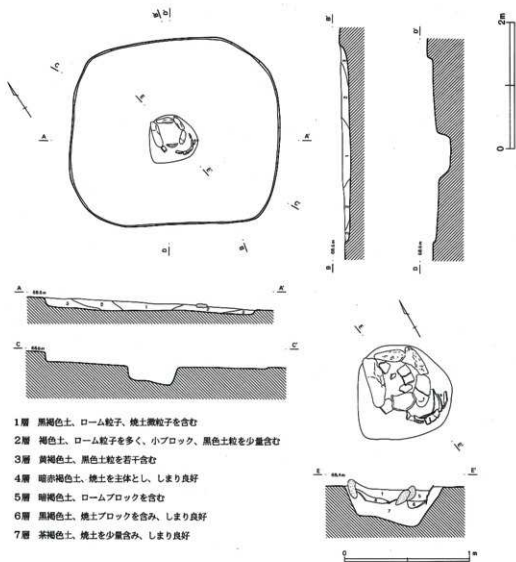 B' D'
C
E
A A'
E'
C'
D B
B' D'
2m
0
B D
A A'
C C'
E
E'
E E'
0 1m
1層 黒褐色土、ローム粒子、焼土微粒子を含む
2層 褐色土、ローム粒子を多く、小ブロック、黒色土粒を少量含む
3層 黄褐色土、黒色土粒を若干含む
4層 暗赤褐色土、焼土を主体とし、しまり良好
5層 暗褐色土、ロームブロックを含む
6層 黒褐色土、焼土ブロックを含み、しまり良好
7層 茶褐色土、焼土を少量含み、しまり良好